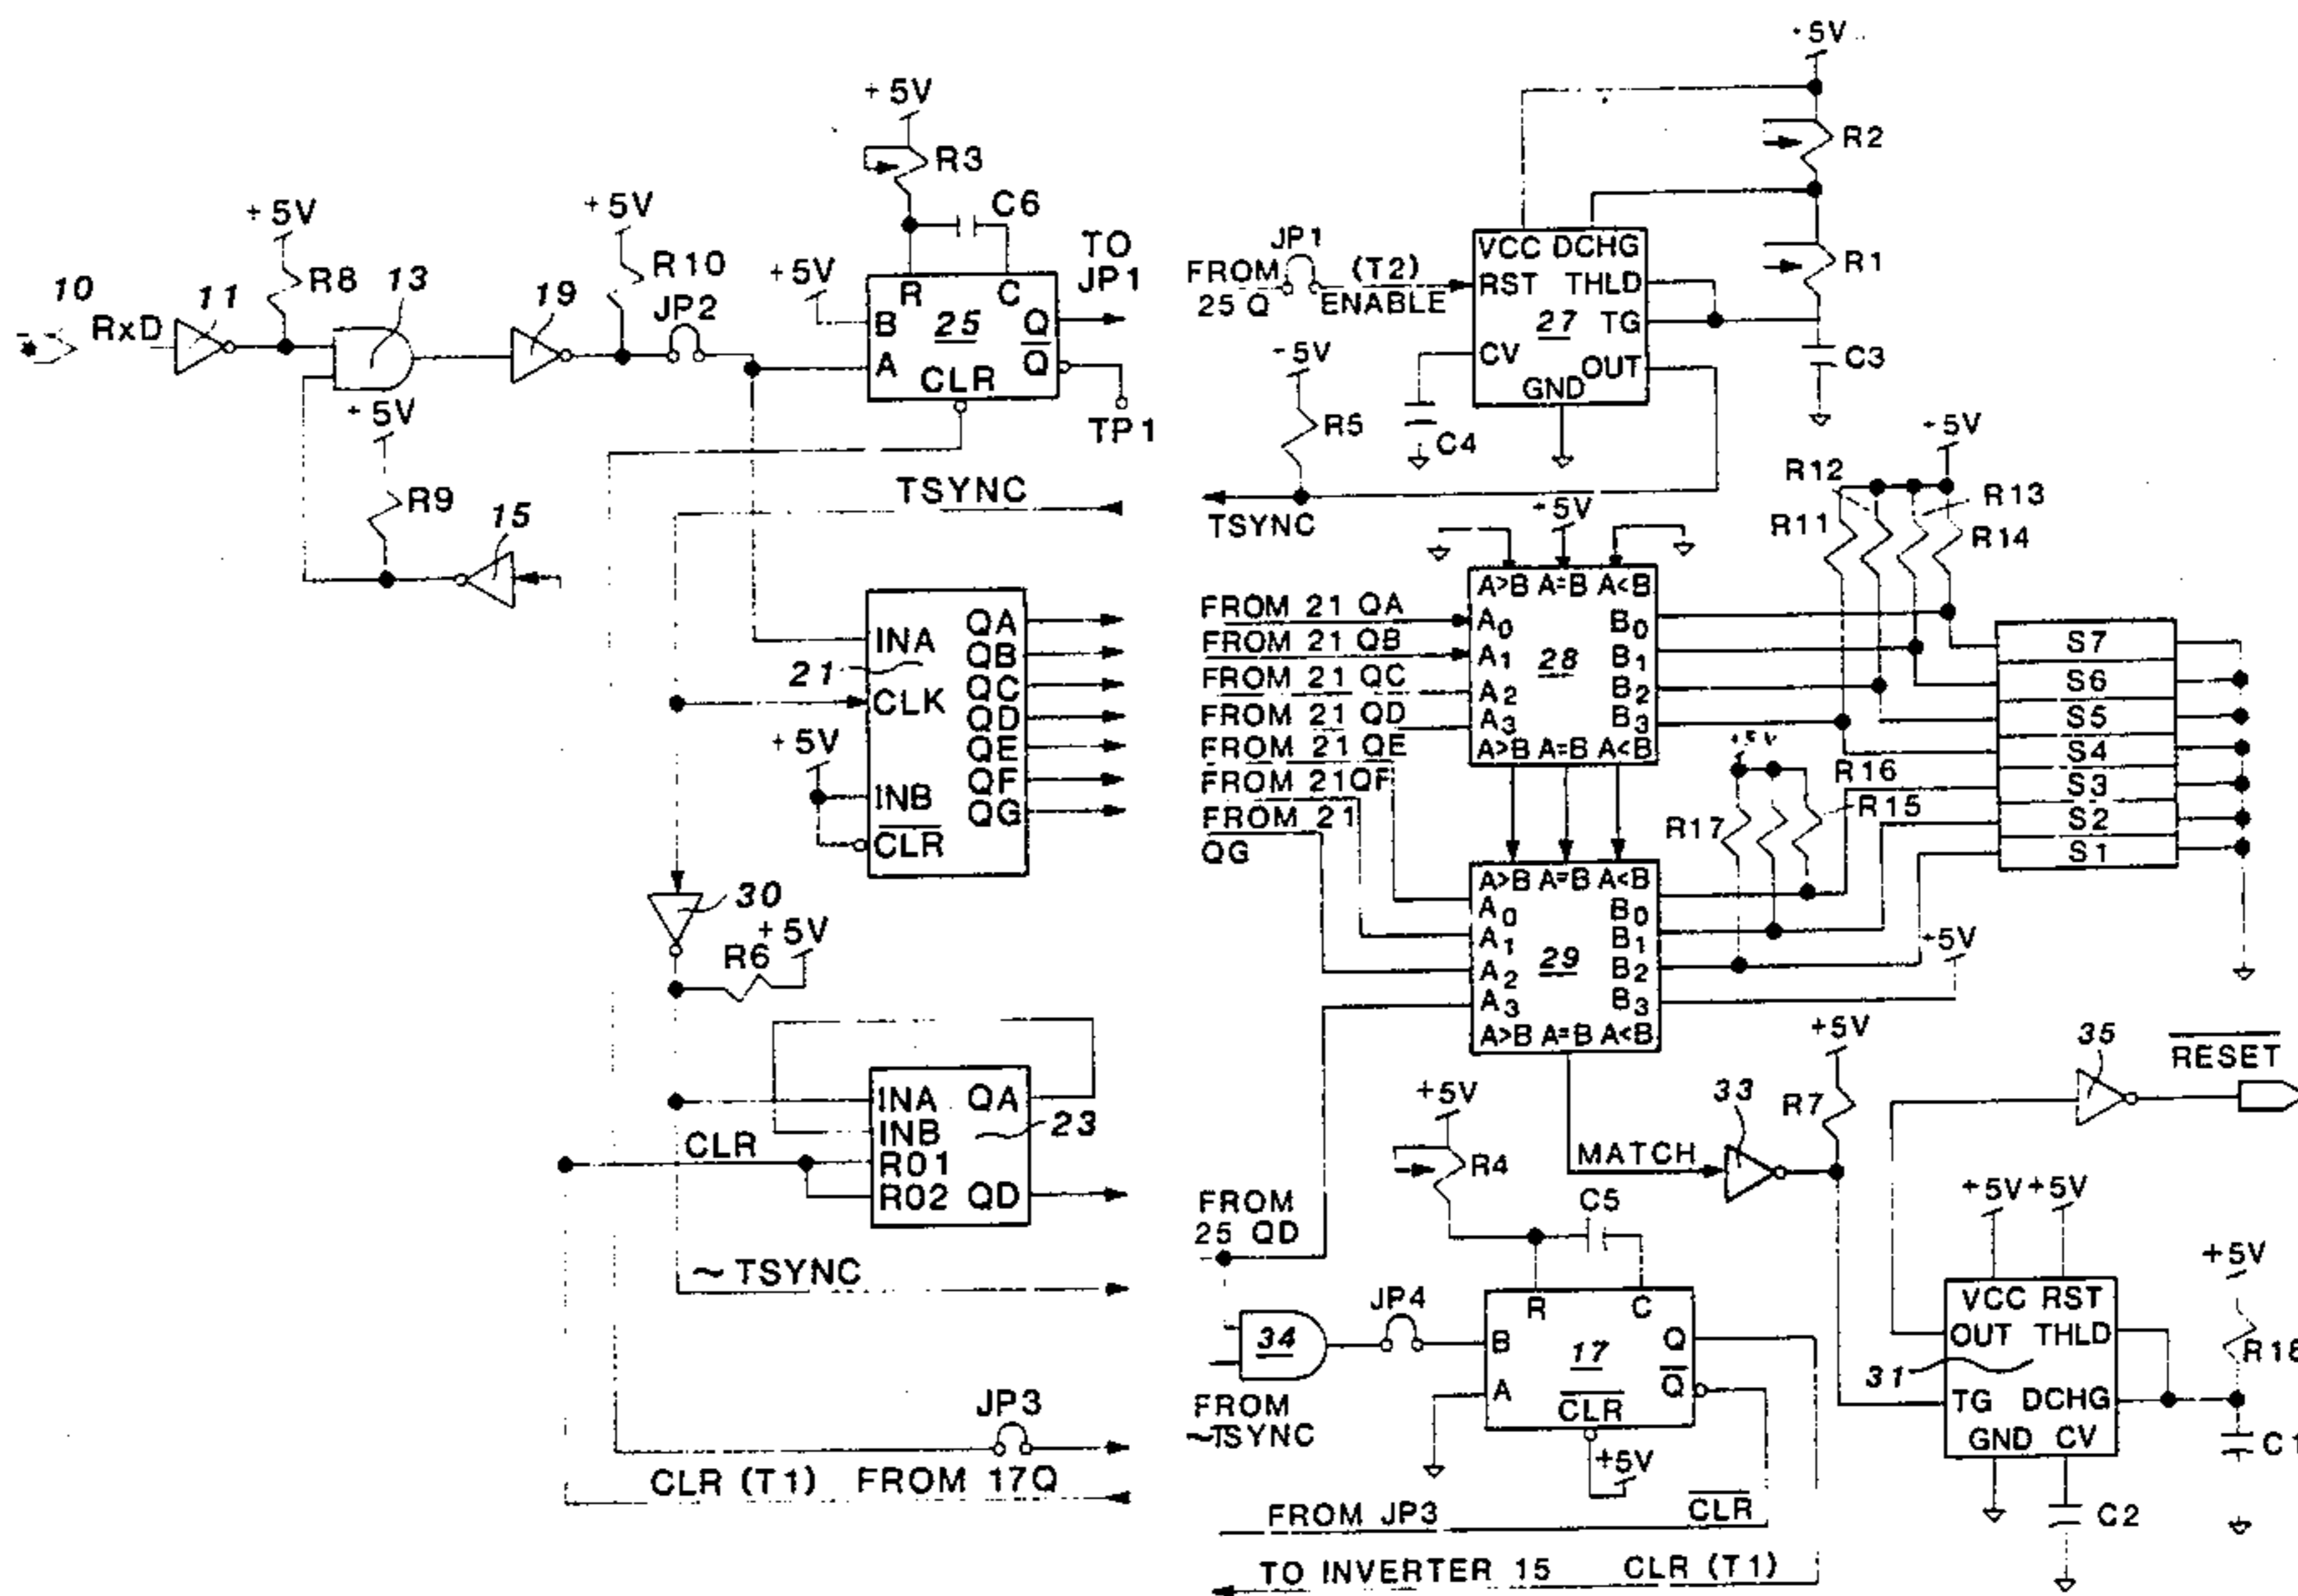 +5V
R3
C6
TO
JP1
+5V
R8
+5V
R10
JP2
10
RxD
11
13
19
+5V
R C
B 25 Q
A Q
CLR
TP1
+5V
R9
15
TSYNC
INA QA
QB
21 QC
CLK QD
+5V QE
INB QF
QG
CLR
30
+5V
R6
INA QA
INB 23
CLR
R01
R02 QD
~TSYNC
JP3
CLR (T1) FROM 17Q
+5V
R2
R1
JP1
FROM (T2)
25 Q ENABLE
VCC DCHG
RST THLD
27 TG
CV
OUT
GND
C3
C4
5V
R5
TSYNC
+5V
+5V
R12
R13
R11
R14
A>B A=B A<B
FROM 21 QA
FROM 21 QB
FROM 21 QC
FROM 21 QD
FROM 21 QE
FROM 21QF
FROM 21
QG
A0 B0
A1 28 B1
A2 B2
A3 B3
A>B A=B A<B
S7
S6
S5
S4
S3
S2
S1
+5V
R16
R15
R17
A>B A=B A<B
A0 B0
A1 B1
29
A2 B2
A3 B3
A>B A=B A<B
+5V
+5V
R7
35
RESET
33
MATCH
+5V
R4
C5
FROM
25 QD
JP4
34
FROM
~TSYNC
R C
B 17 Q
A Q
CLR
+5V
+5V +5V
+5V
VCC RST
OUT THLD
31
TG DCHG
GND CV
C1
C2
FROM JP3 CLR
TO INVERTER 15 CLR (T1)